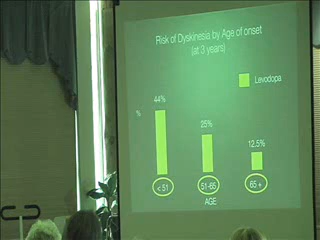 Risk of Dyskinesia by Age of onset
(at 3 years)
Levodopa
44%
%
25%
12.5%
< 51
51-65
65 +
AGE